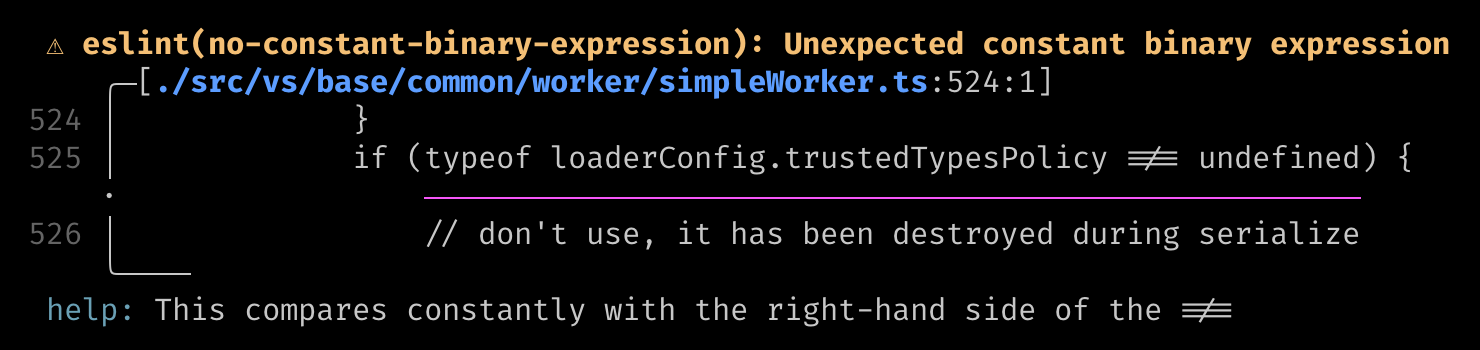 ⚠ eslint(no-constant-binary-expression): Unexpected constant binary expression
[./src/vs/base/common/worker/simpleWorker.ts:524:1]
524 }
525 if (typeof loaderConfig.trustedTypesPolicy !== undefined) {
526 // don't use, it has been destroyed during serialize
help: This compares constantly with the right-hand side of the !==